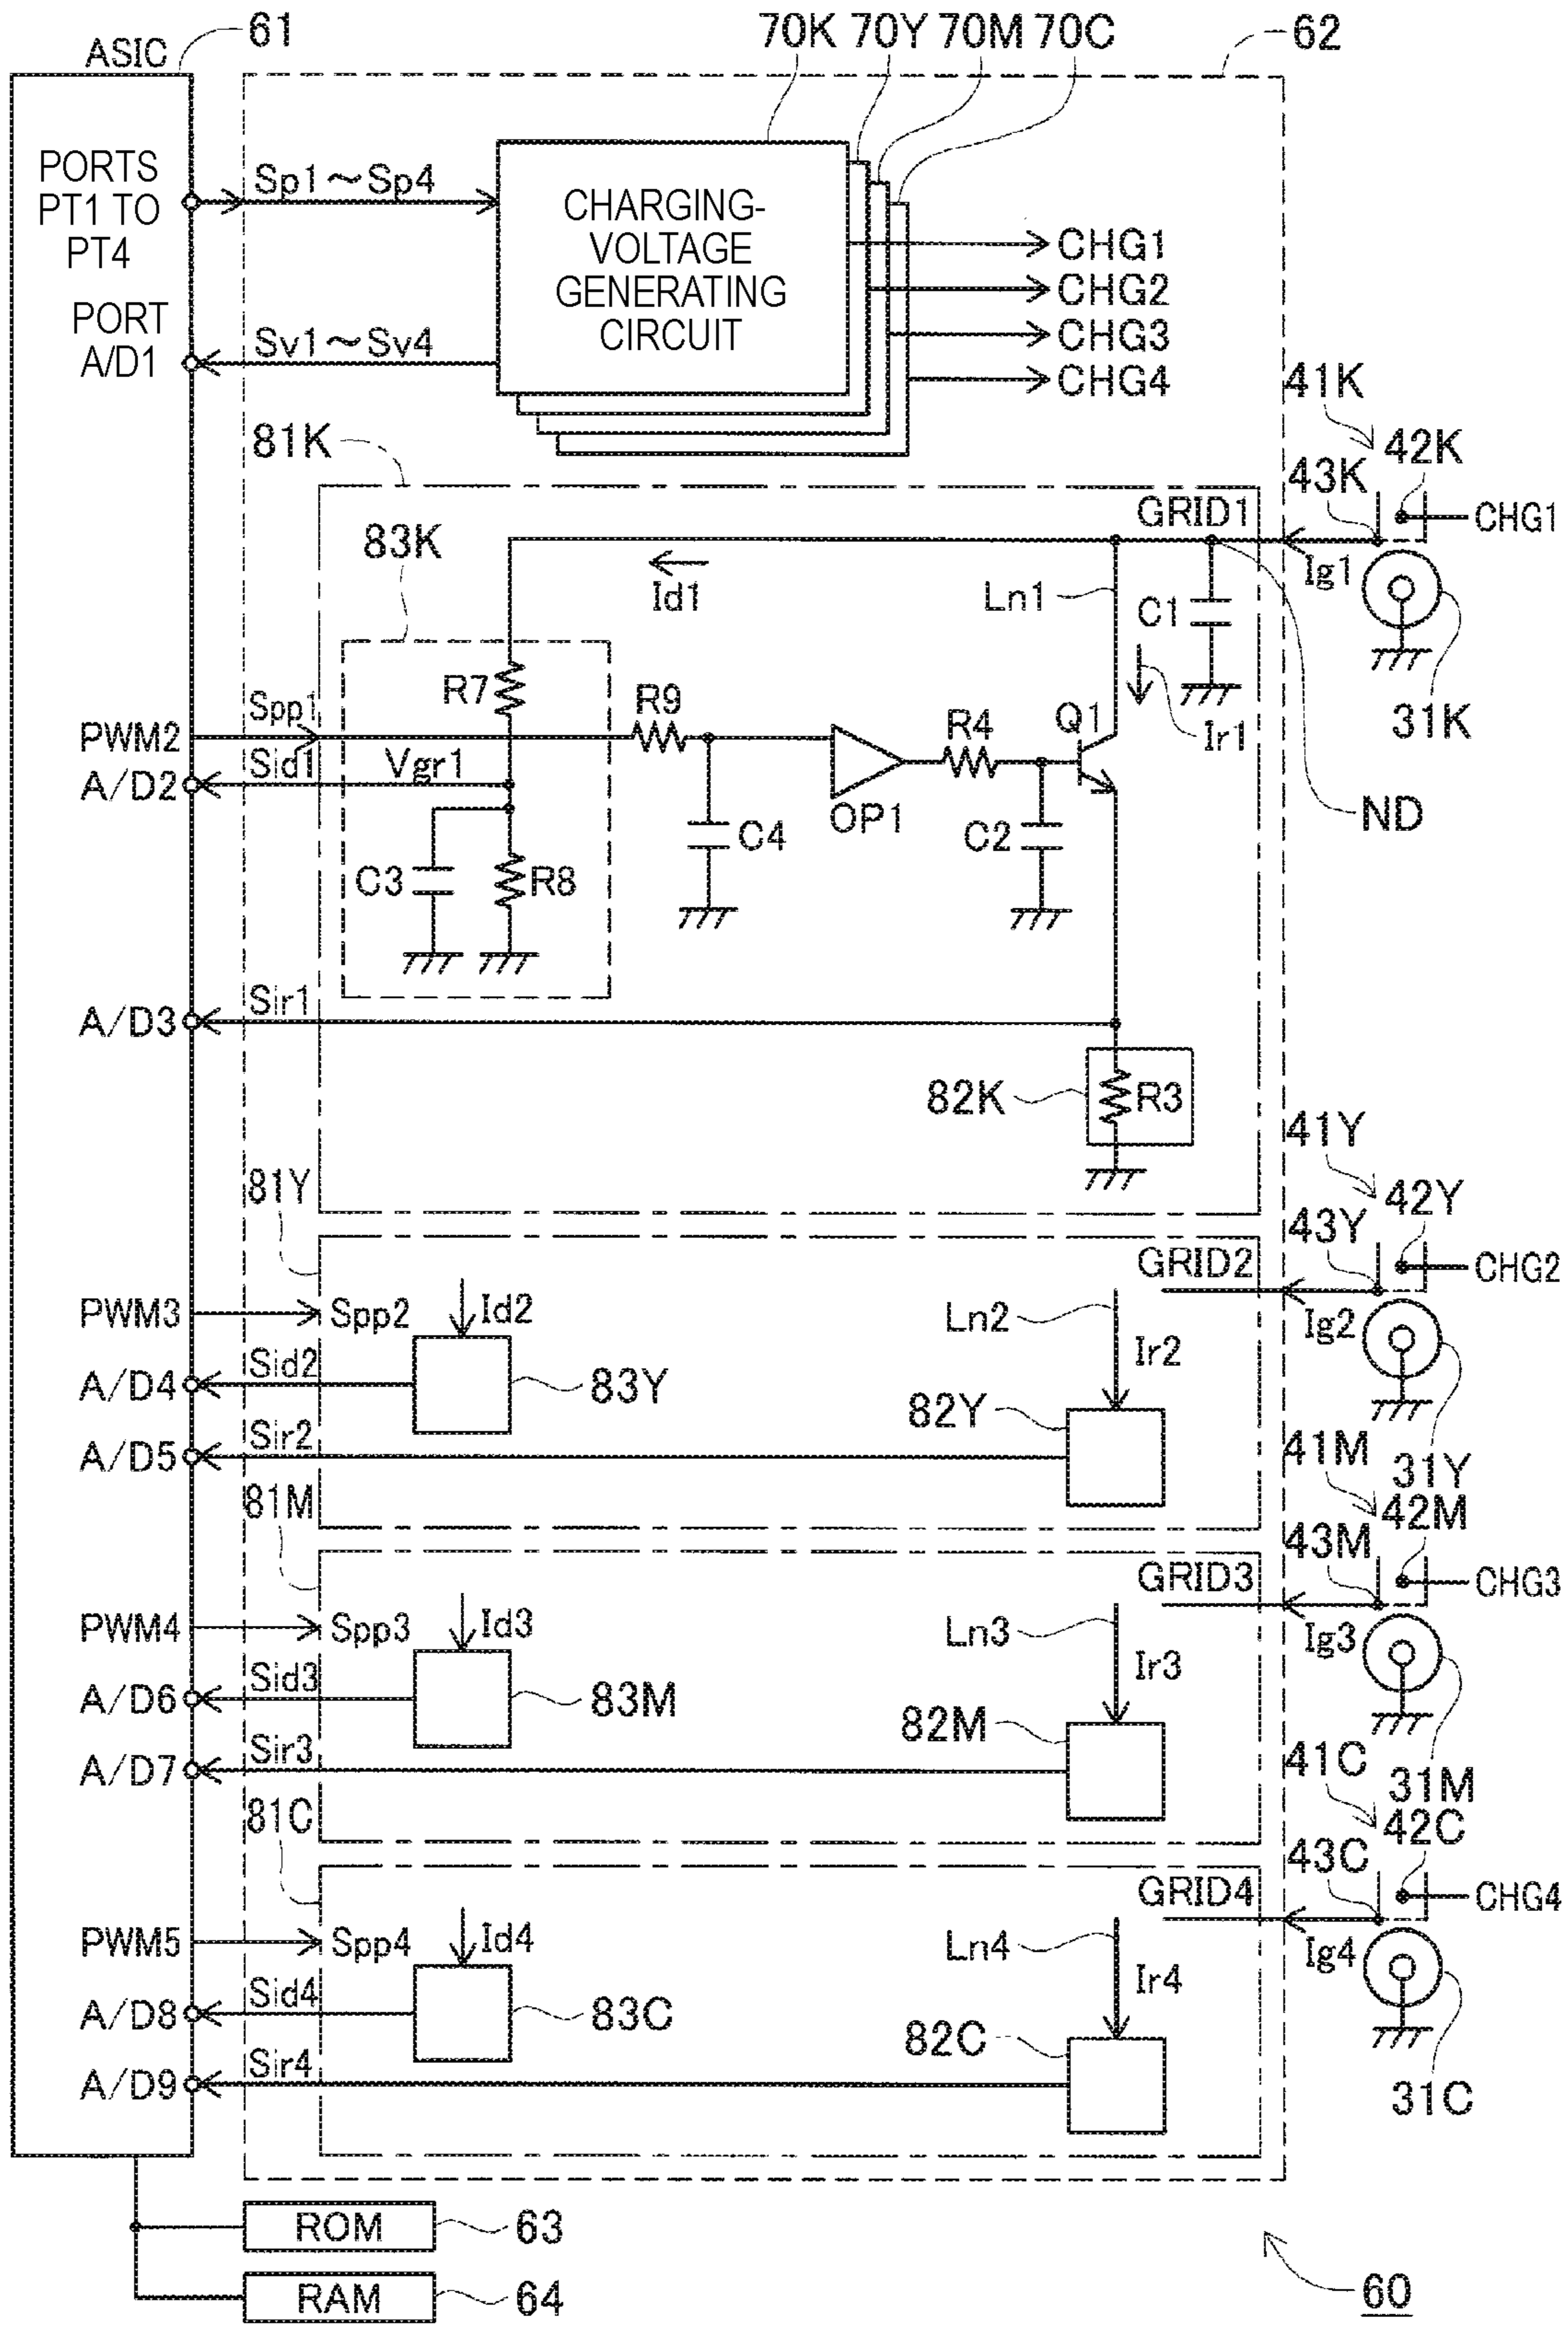 61
ASIC
70K 70Y 70M 70C
62
PORTS
PT1 TO
PT4
Sp1～Sp4
CHARGING-
VOLTAGE
GENERATING
CIRCUIT
CHG1
CHG2
CHG3
CHG4
PORT
A/D1
Sv1～Sv4
81K
41K
42K
43K
CHG1
GRID1
83K
Id1
Ln1
C1
Ig1
31K
R7
R9
R4
Q1
Ir1
PWM2
Spp1
A/D2
Sid1
Vgr1
OP1
ND
C4
C2
C3
R8
A/D3
Sir1
82K
R3
81Y
41Y
42Y
43Y
CHG2
GRID2
PWM3
Spp2
Id2
Ln2
Ir2
Ig2
A/D4
Sid2
83Y
82Y
31Y
A/D5
Sir2
81M
41M
42M
43M
CHG3
GRID3
PWM4
Spp3
Id3
Ln3
Ir3
Ig3
A/D6
Sid3
83M
82M
31M
A/D7
Sir3
81C
41C
42C
43C
CHG4
GRID4
PWM5
Spp4
Id4
Ln4
Ir4
Ig4
A/D8
Sid4
83C
82C
31C
A/D9
Sir4
ROM
63
RAM
64
60